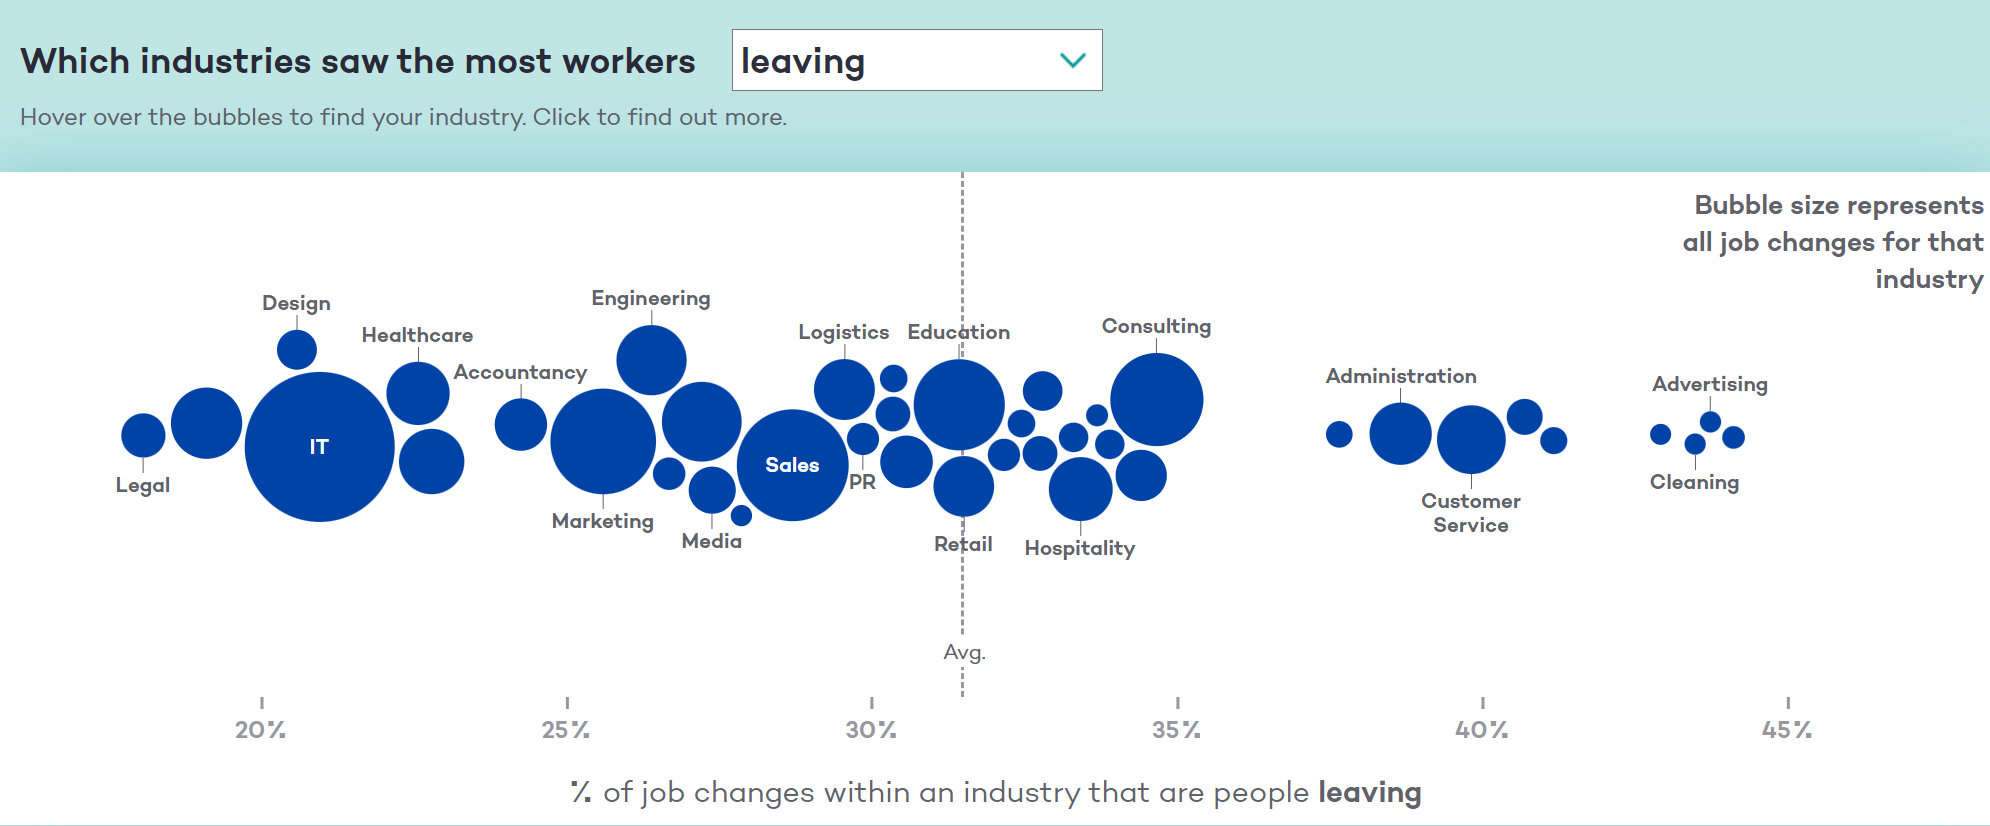 Which industries saw the most workers leaving
Hover over the bubbles to find your industry. Click to find out more.
Bubble size represents
all job changes for that
industry
Design
Engineering
Healthcare
Logistics
Education
Consulting
Accountancy
Administration
Advertising
IT
Sales
Legal
PR
Cleaning
Marketing
Customer
Service
Media
Retail
Hospitality
Avg.
20%
25%
30%
35%
40%
45%
% of job changes within an industry that are people leaving